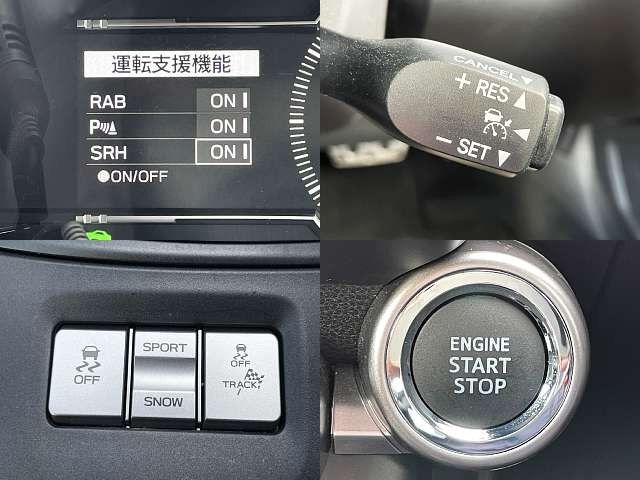 運転支援機能
RAB ON
P ON
SRH ON
●ON/OFF
CANCEL
+ RES ▲
− SET ▼
OFF
SPORT
SNOW
OFF
TRACK
ENGINE
START
STOP